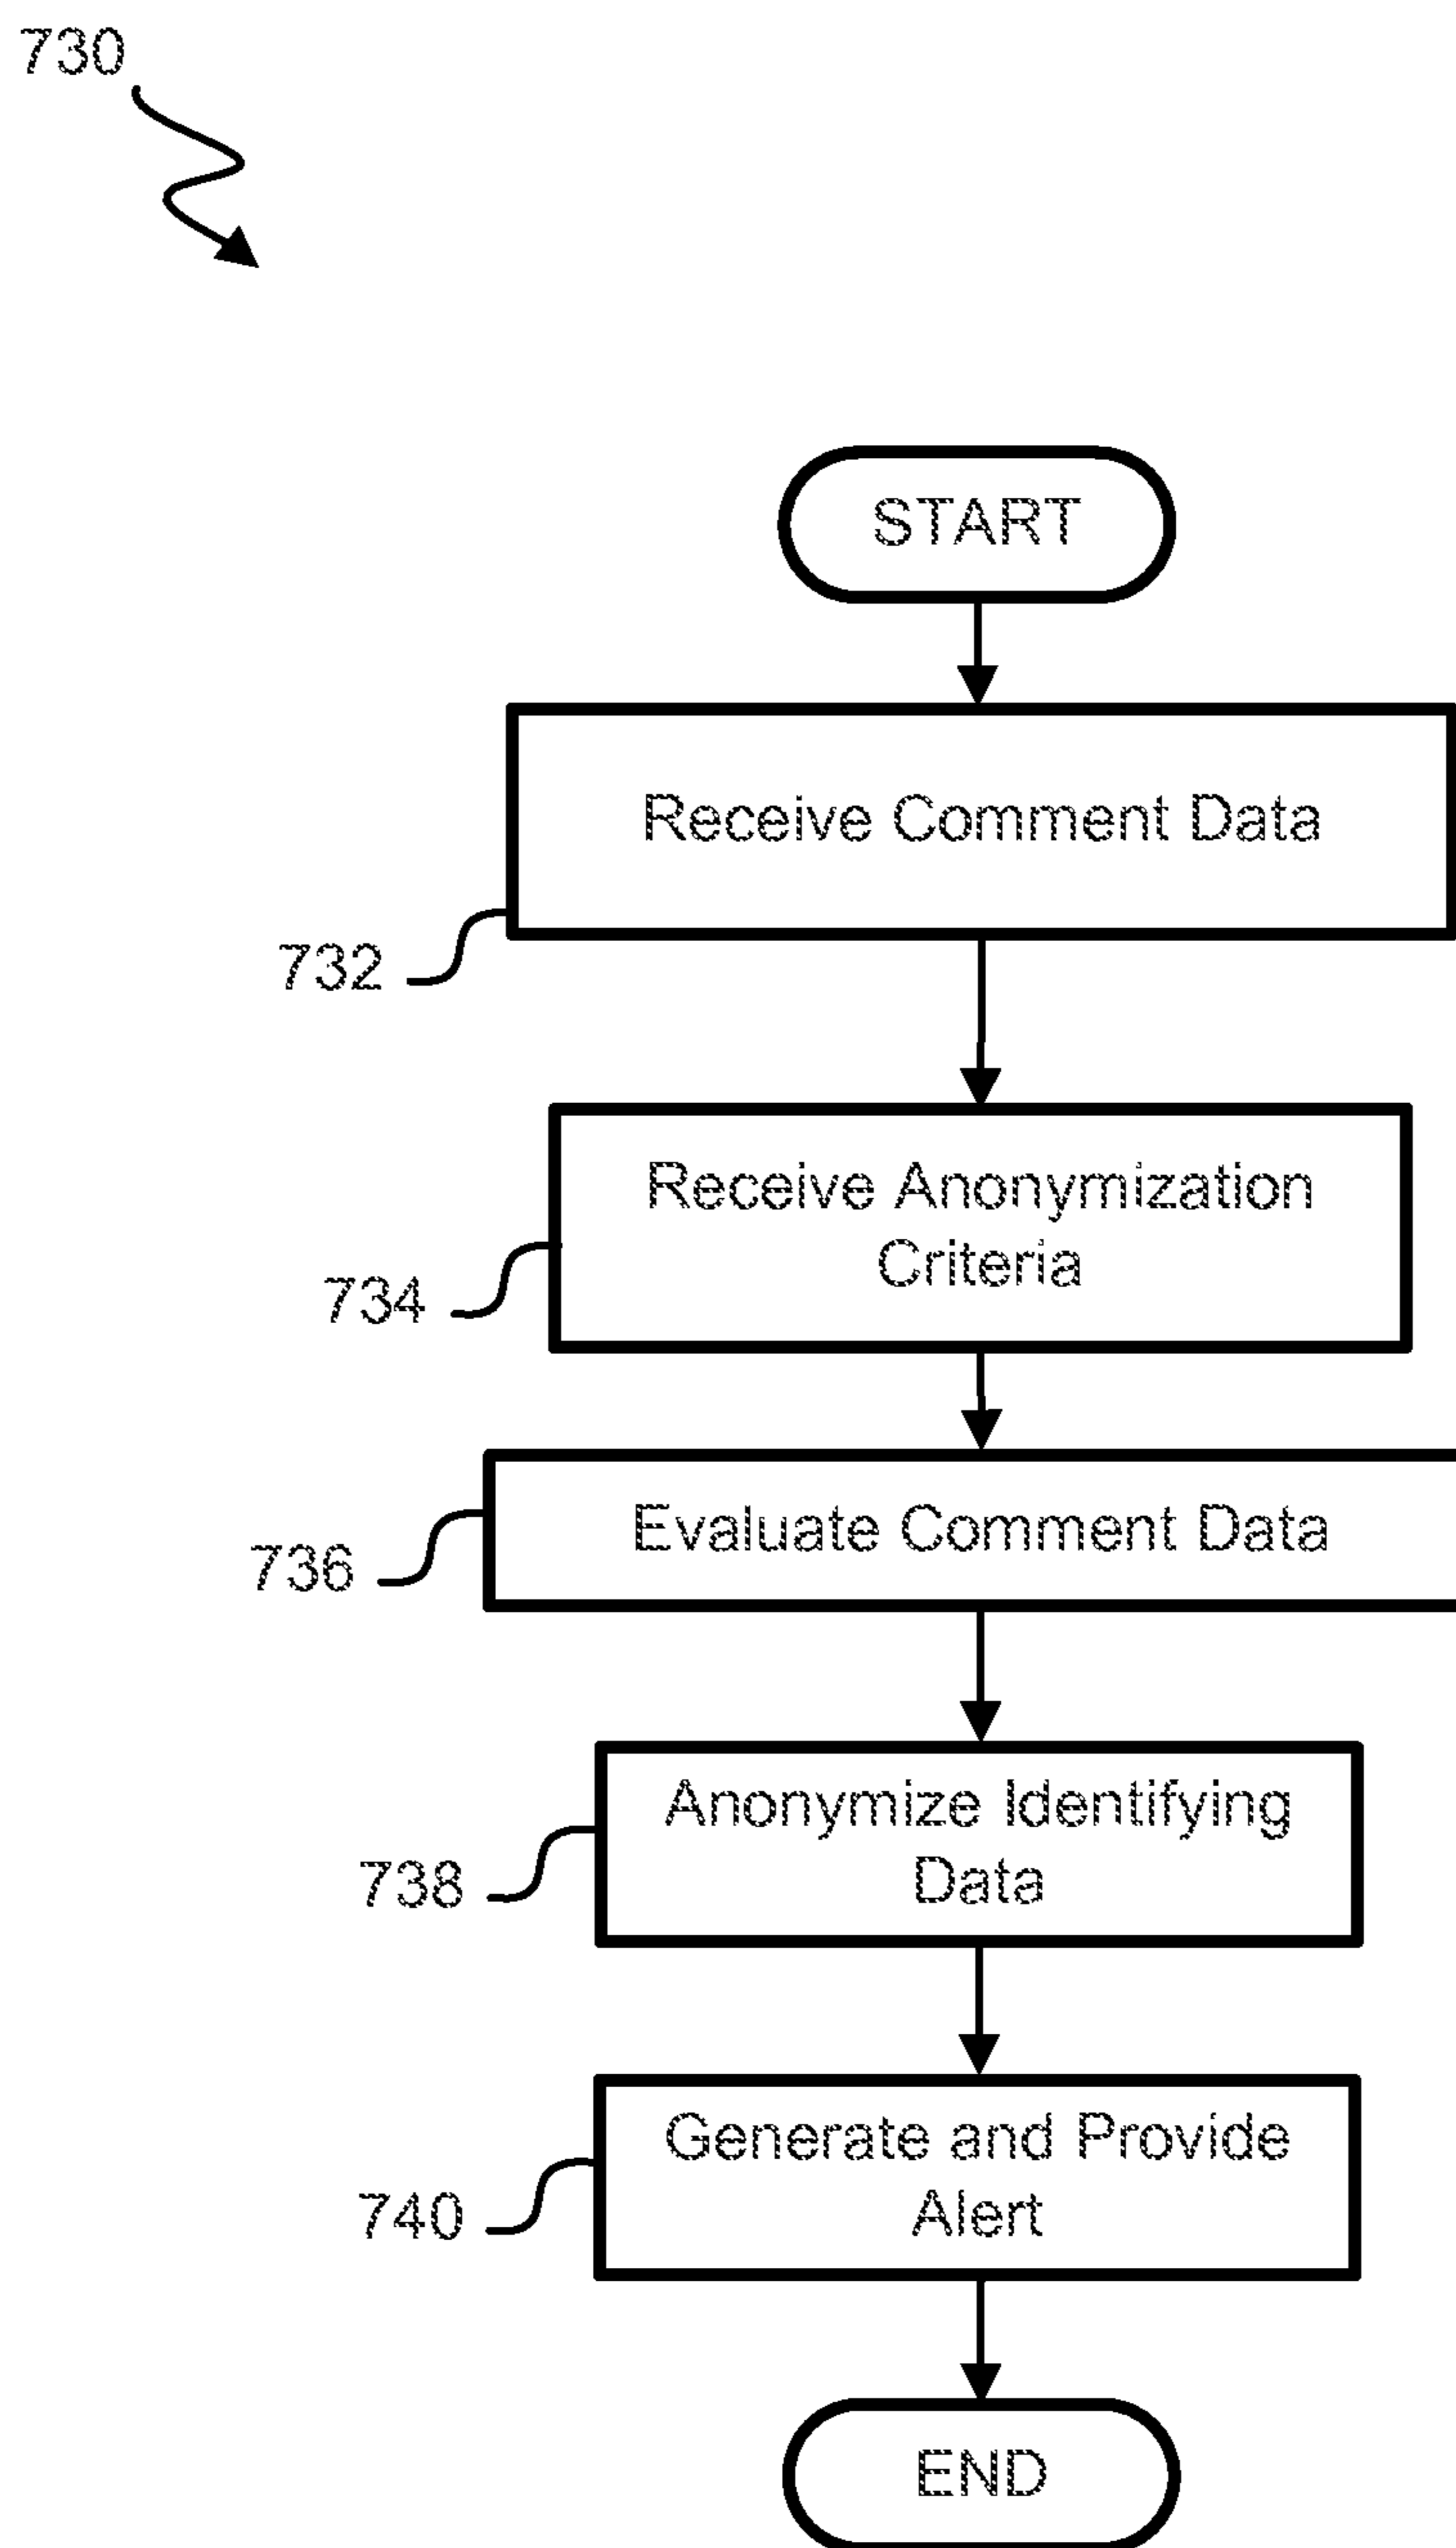 730
START
Receive Comment Data
732
Receive Anonymization
Criteria
734
Evaluate Comment Data
736
Anonymize Identifying
Data
738
Generate and Provide
Alert
740
END